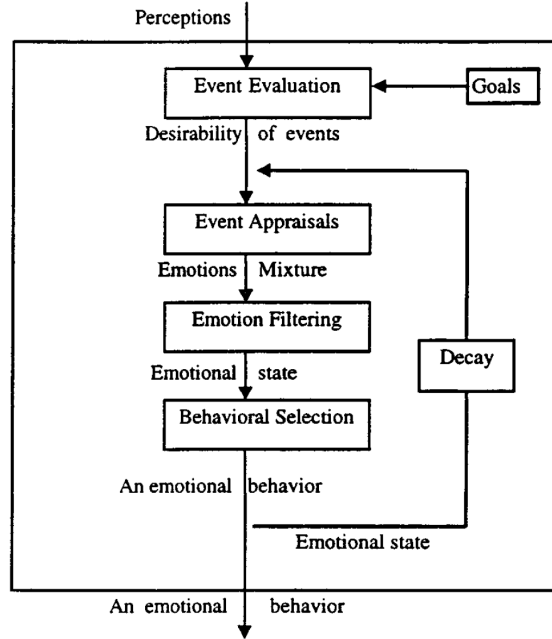 Perceptions
Event Evaluation
Goals
Desirability of events
Event Appraisals
Emotions Mixture
Emotion Filtering
Decay
Emotional state
Behavioral Selection
An emotional behavior
Emotional state
An emotional behavior